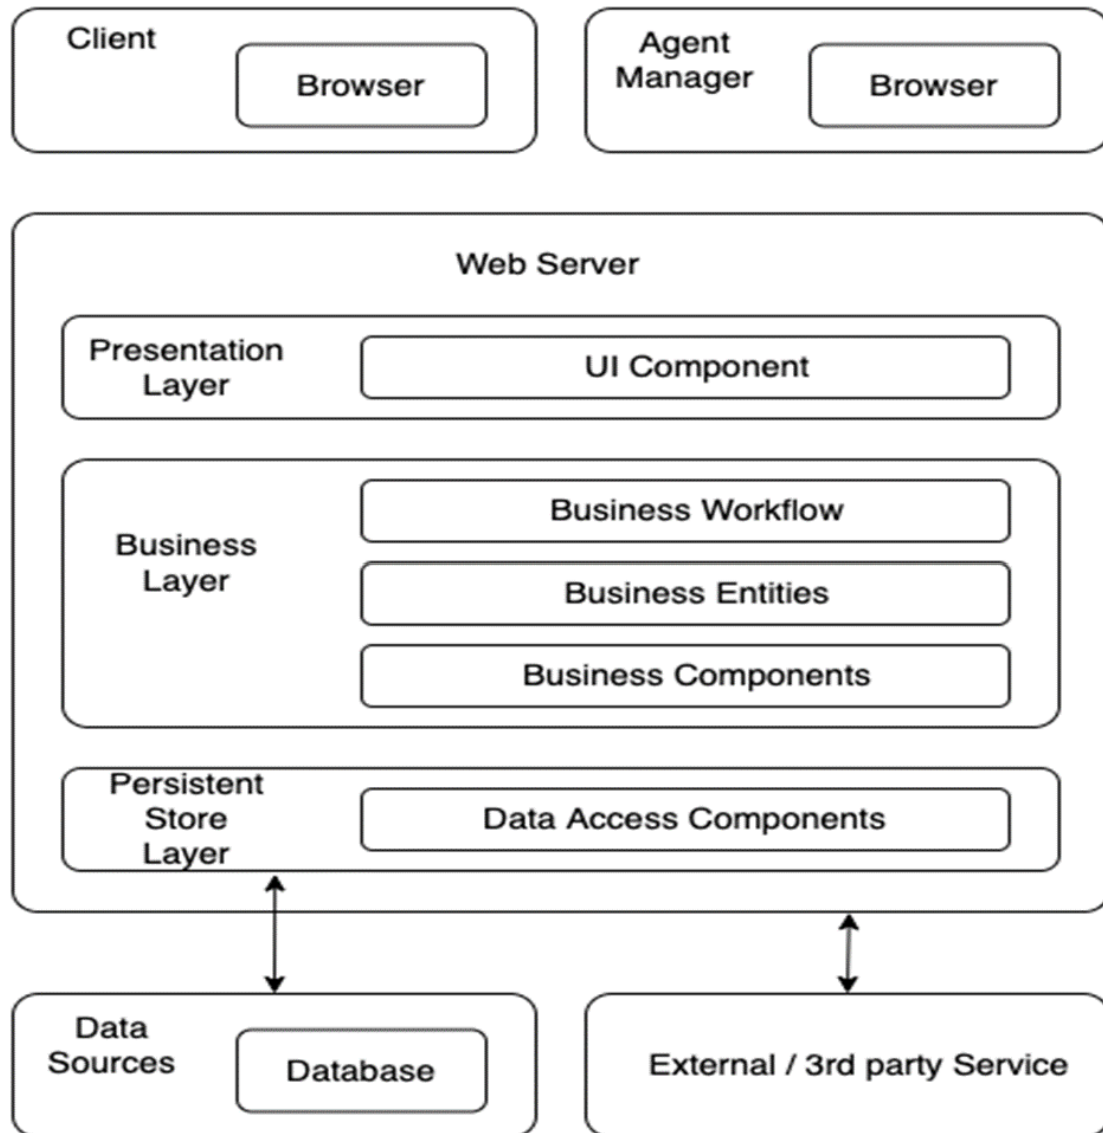 Client
Browser
Agent
Manager
Browser
Web Server
Presentation
Layer
UI Component
Business
Layer
Business Workflow
Business Entities
Business Components
Persistent
Store
Layer
Data Access Components
Data
Sources
Database
External / 3rd party Service